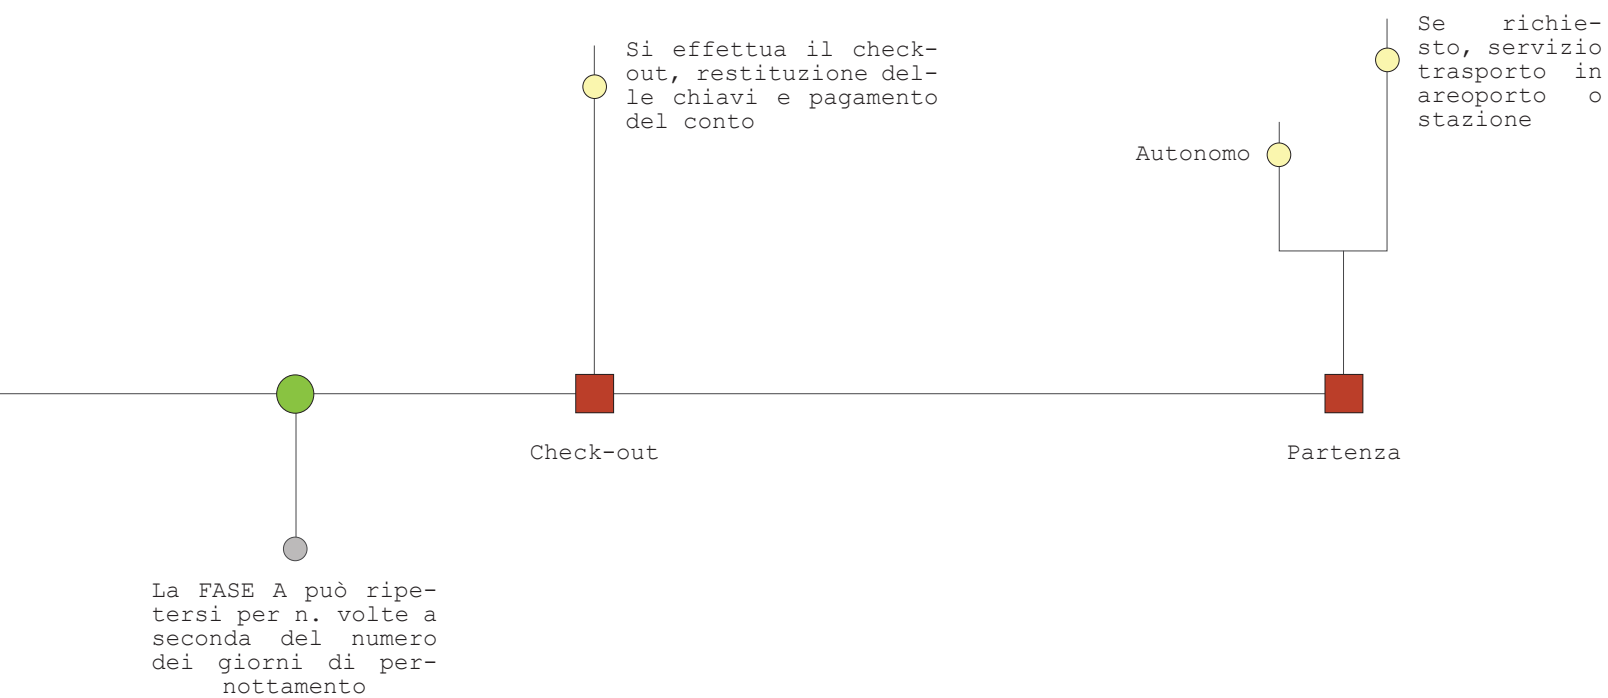 Si effettua il check-
out, restituzione del-
le chiavi e pagamento
del conto
Autonomo
Se richie-
sto, servizio
trasporto in
areoporto o
stazione
Check-out
Partenza
La FASE A può ripe-
tersi per n. volte a
seconda del numero
dei giorni di per-
nottamento